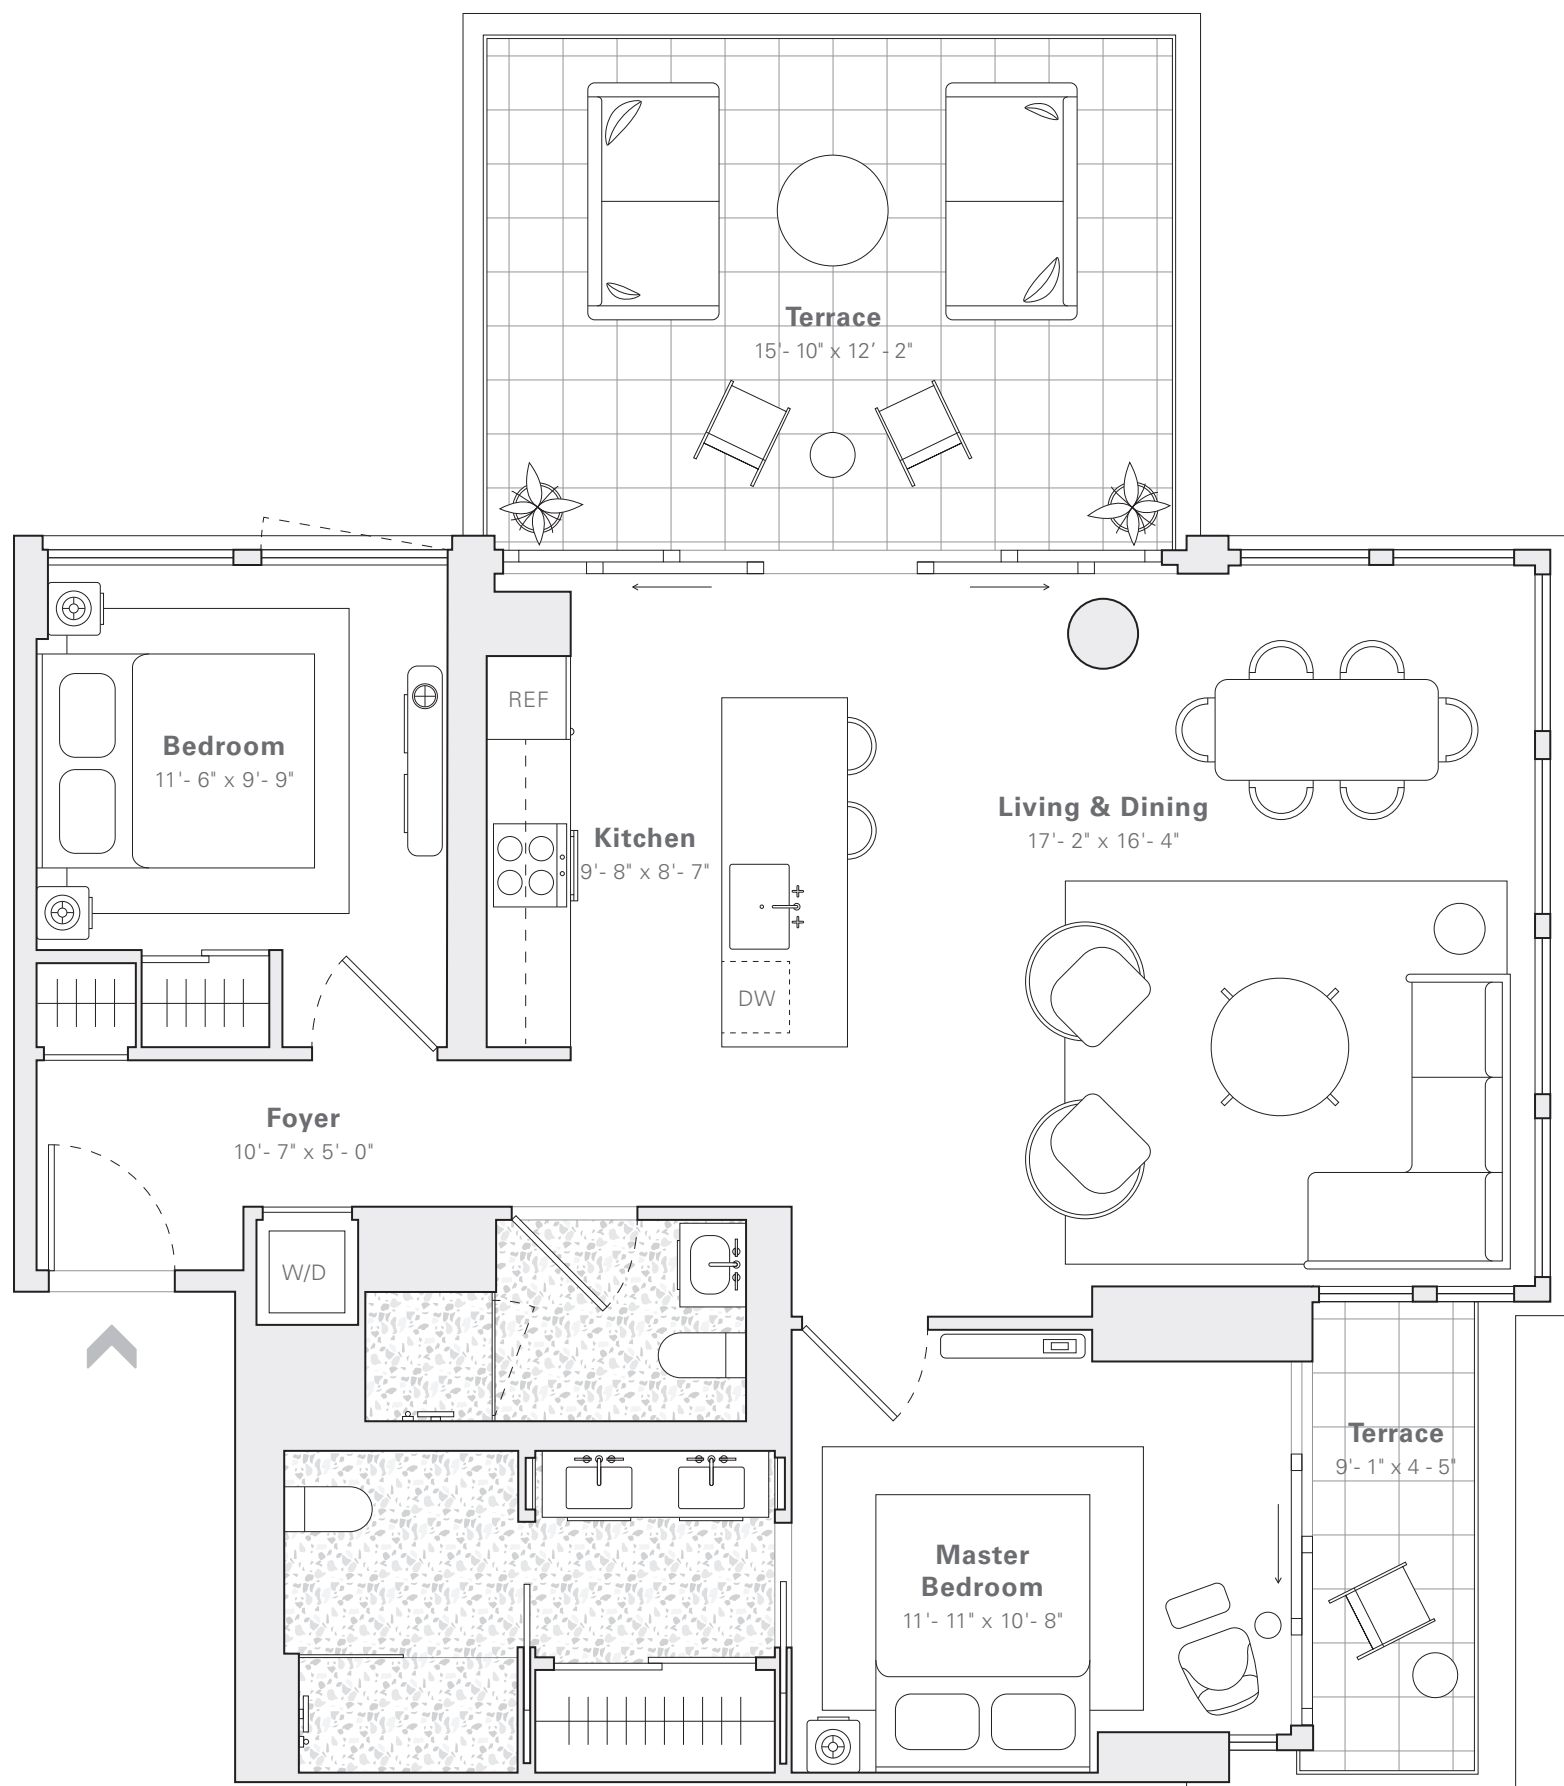 Terrace
15'- 10" x 12’ - 2"
REF
Bedroom
11'- 6" x 9'- 9"
Kitchen
9'- 8" x 8'- 7"
Living & Dining
17'- 2" x 16'- 4"
DW
Foyer
10'- 7" x 5'- 0"
W/D
Terrace
9'- 1" x 4 - 5"
Master
Bedroom
11'- 11" x 10'- 8"